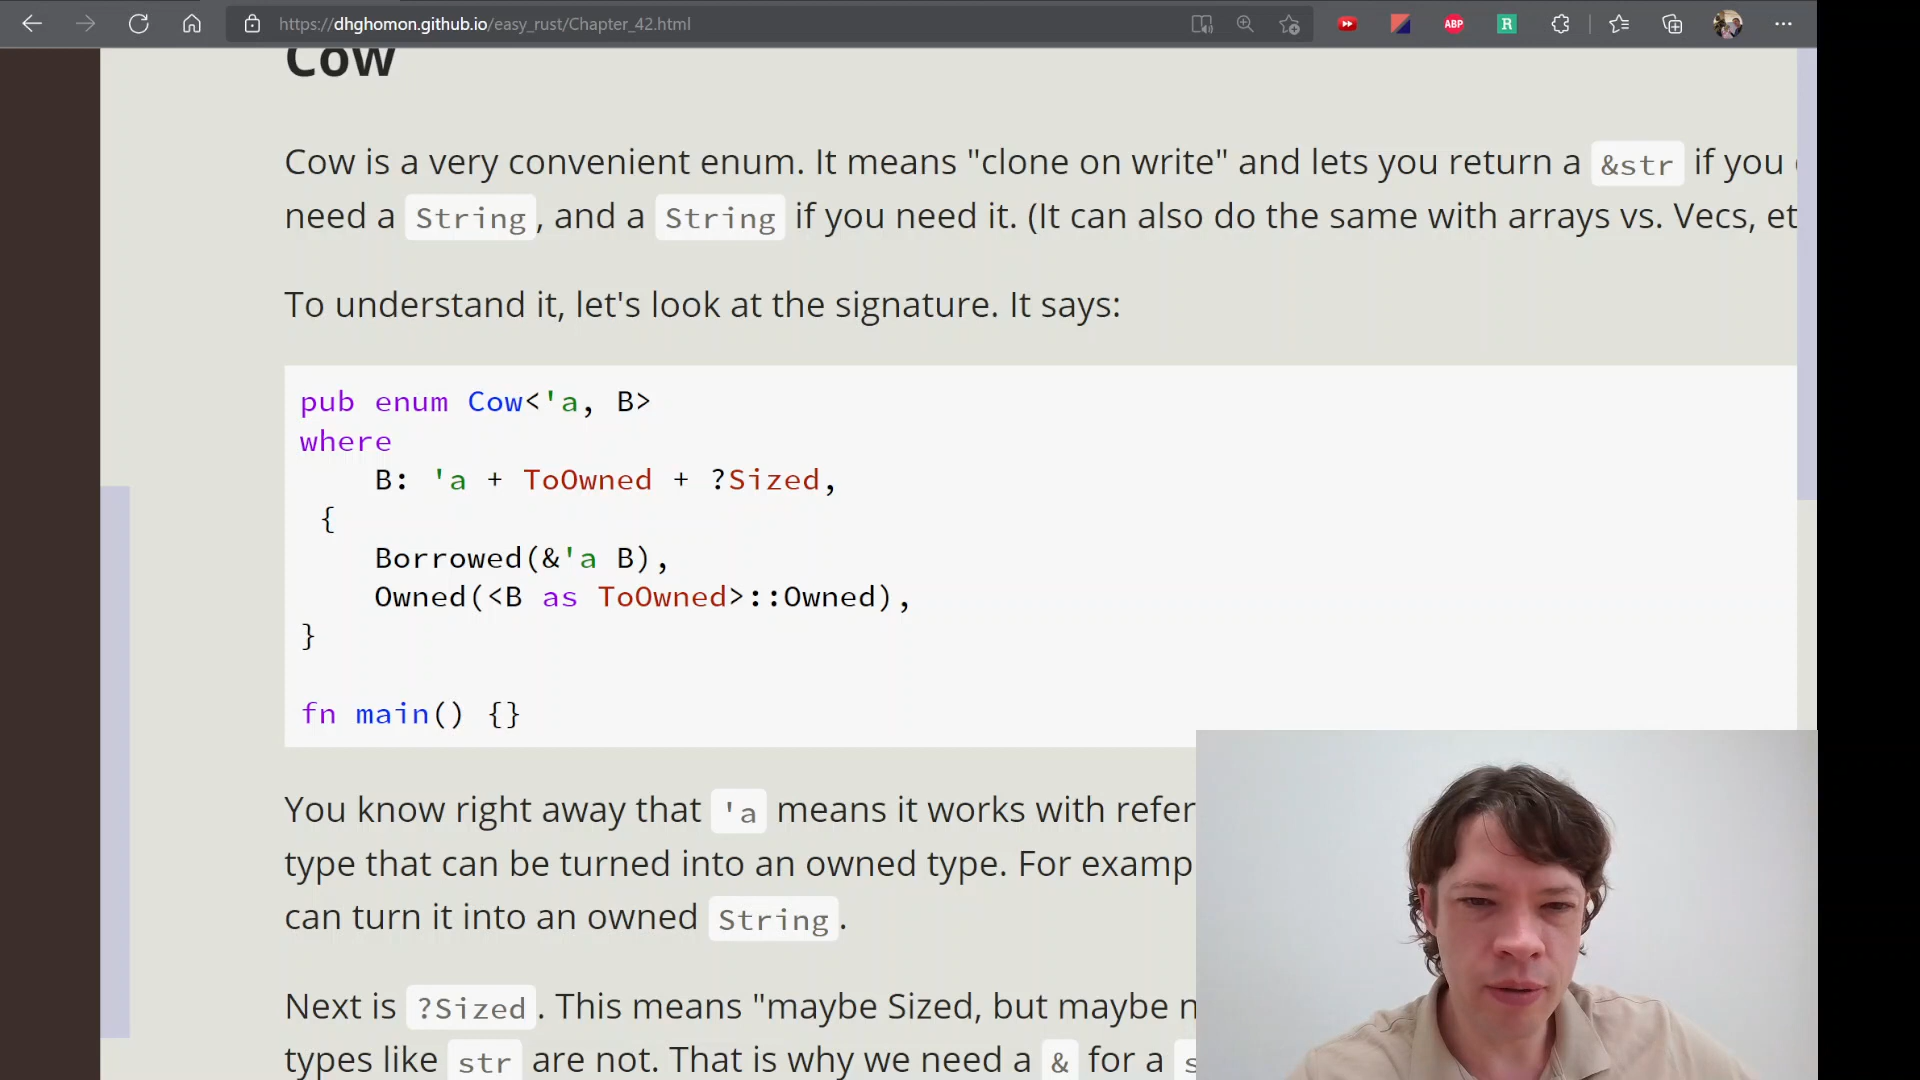 https://dhghomon.github.io/easy_rust/Chapter_42.html
ABP
R
Cow
Cow is a very convenient enum. It means "clone on write" and lets you return a &str if you
need a String, and a String if you need it. (It can also do the same with arrays vs. Vecs, et
To understand it, let's look at the signature. It says:
pub enum Cow<'a, B>
where
B: 'a + ToOwned + ?Sized,
{
Borrowed(&'a B),
Owned(<B as ToOwned>::Owned),
}
fn main() {}
You know right away that 'a means it works with refer
type that can be turned into an owned type. For examp
can turn it into an owned String.
Next is ?Sized. This means "maybe Sized, but maybe n
types like str are not. That is why we need a & for a s